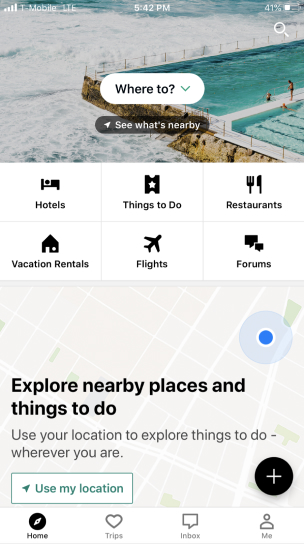 T-Mobile LTE 5:42 PM 41%
Where to?
See what's nearby
Hotels Things to Do Restaurants
Vacation Rentals Flights Forums
Explore nearby places and
things to do
Use your location to explore things to do -
wherever you are.
Use my location
Home Trips Inbox Me